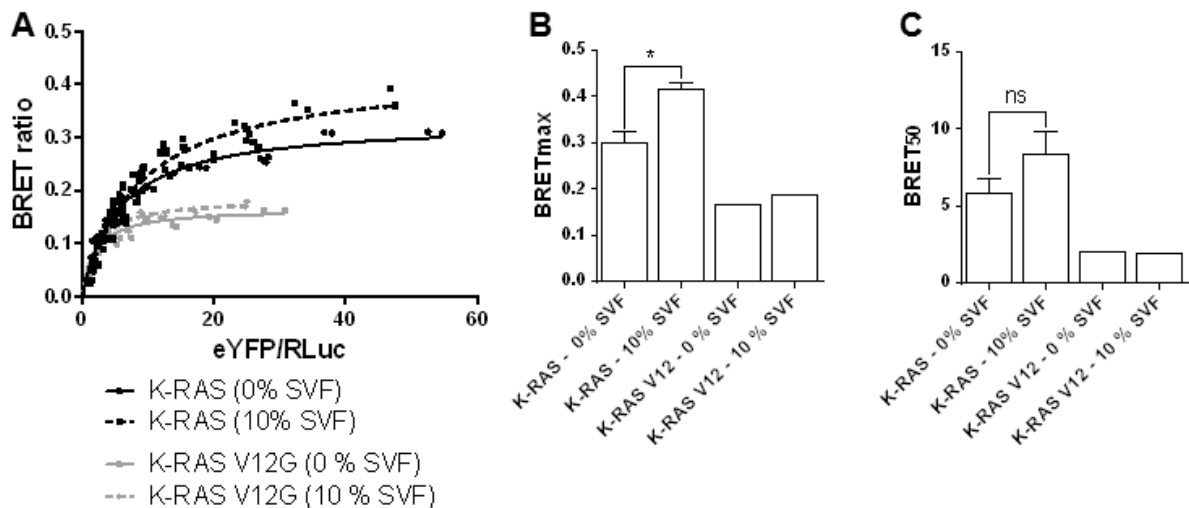 A
BRET ratio
0.5
0.4
0.3
0.2
0.1
0.0
0 20 40 60
eYFP/RLuc
K-RAS (0% SVF)
K-RAS (10% SVF)
K-RAS V12G (0 % SVF)
K-RAS V12G (10 % SVF)
B
BRETmax
0.5
0.4
0.3
0.2
0.1
0.0
*
K-RAS - 0% SVF
K-RAS - 10% SVF
K-RAS V12 - 0 % SVF
K-RAS V12 - 10 % SVF
C
BRET50
15
10
5
0
ns
K-RAS - 0% SVF
K-RAS - 10% SVF
K-RAS V12 - 0 % SVF
K-RAS V12 - 10 % SVF